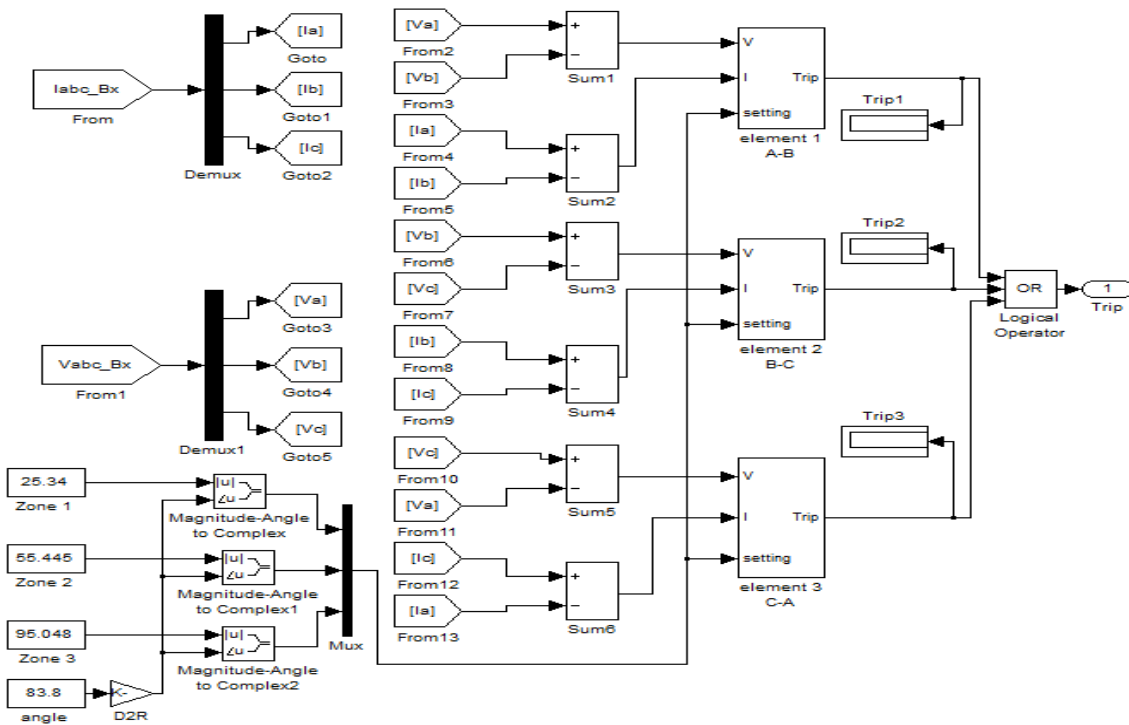 Iabc_Bx
From
Demux
[Ia]
Goto
[Ib]
Goto1
[Ic]
Goto2
Vabc_Bx
From1
Demux1
[Va]
Goto3
[Vb]
Goto4
[Vc]
Goto5
25.34
Zone 1
55.445
Zone 2
95.048
Zone 3
83.8
angle
K-
D2R
|u|
∠u
Magnitude-Angle
to Complex
|u|
∠u
Magnitude-Angle
to Complex1
|u|
∠u
Magnitude-Angle
to Complex2
Mux
[Va]
From2
[Vb]
From3
+
−
Sum1
[Ia]
From4
[Ib]
From5
+
−
Sum2
[Vb]
From6
[Vc]
From7
+
−
Sum3
[Ib]
From8
[Ic]
From9
+
−
Sum4
[Vc]
From10
[Va]
From11
+
−
Sum5
[Ic]
From12
[Ia]
From13
+
−
Sum6
V
I
Trip
setting
element 1
A-B
Trip1
V
I
Trip
setting
element 2
B-C
Trip2
V
I
Trip
setting
element 3
C-A
Trip3
OR
Logical
Operator
1
Trip